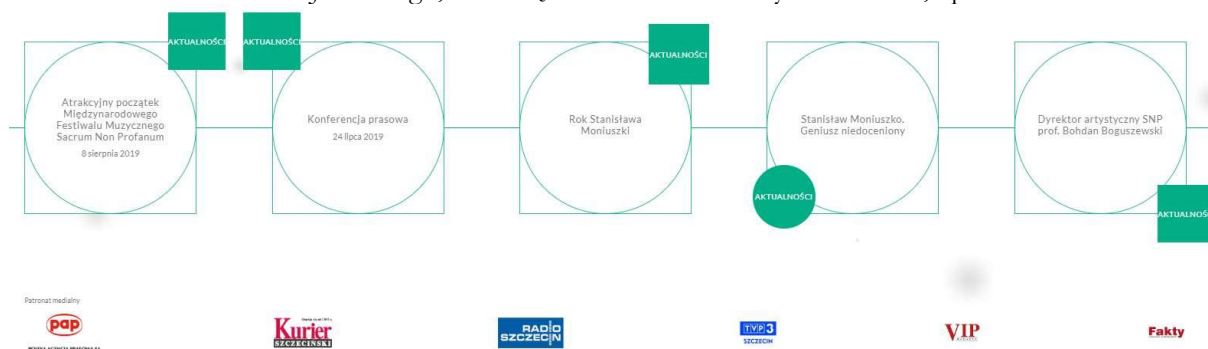 AKTUALNOŚCI
Atrakcyjny początek
Międzynarodowego
Festiwalu Muzycznego
Sacrum Non Profanum
8 sierpnia 2019
AKTUALNOŚCI
Konferencja prasowa
24 lipca 2019
AKTUALNOŚCI
Rok Stanisława
Moniuszki
Stanisław Moniuszko.
Geniusz niedoceniony
AKTUALNOŚCI
Dyrektor artystyczny SNP
prof. Bohdan Boguszewski
AKTUALNOŚ
Patronat medialny
pap
Kurier
SZCZECIŃSKI
RADIO
SZCZECIN
TVP3
SZCZECIN
VIP
Fakty